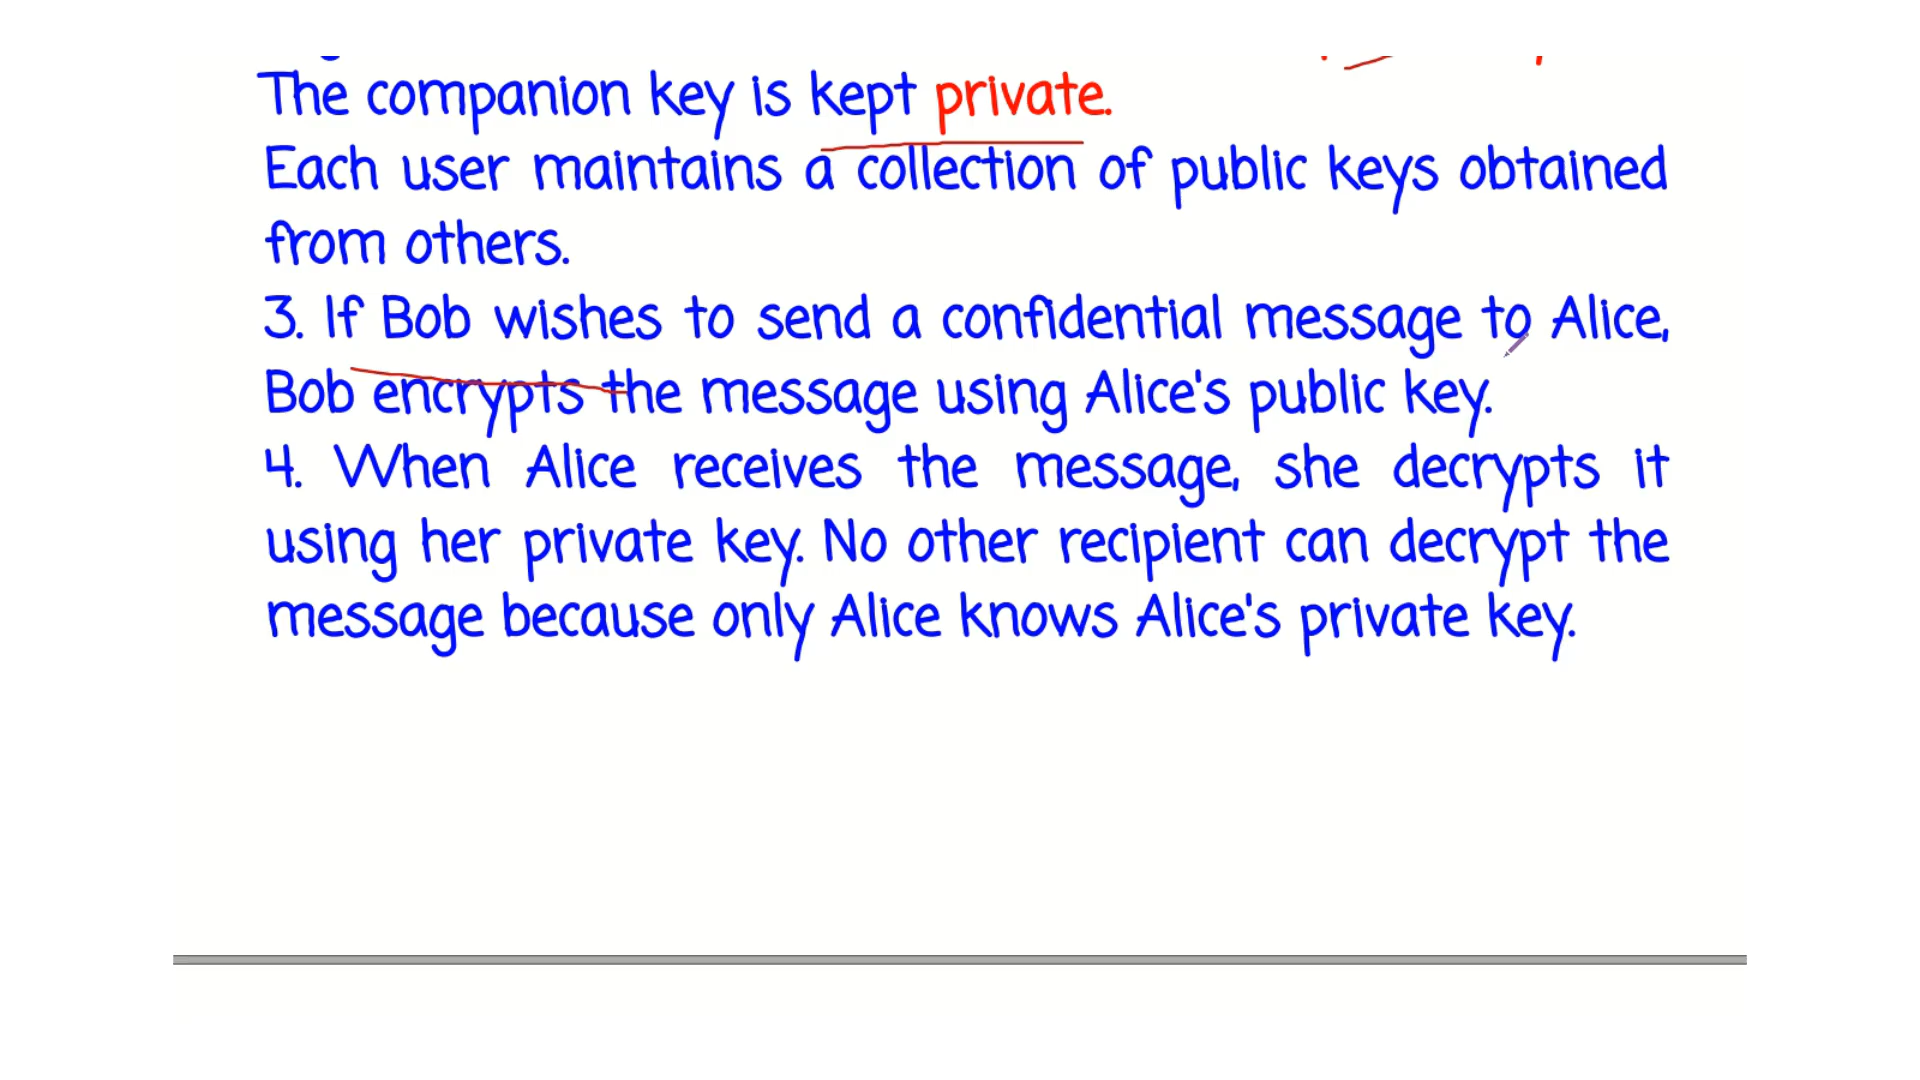 The companion key is kept private.
Each user maintains a collection of public keys obtained
from others.
3. If Bob wishes to send a confidential message to Alice,
Bob encrypts the message using Alice's public key.
4. When Alice receives the message, she decrypts it
using her private key. No other recipient can decrypt the
message because only Alice knows Alice's private key.